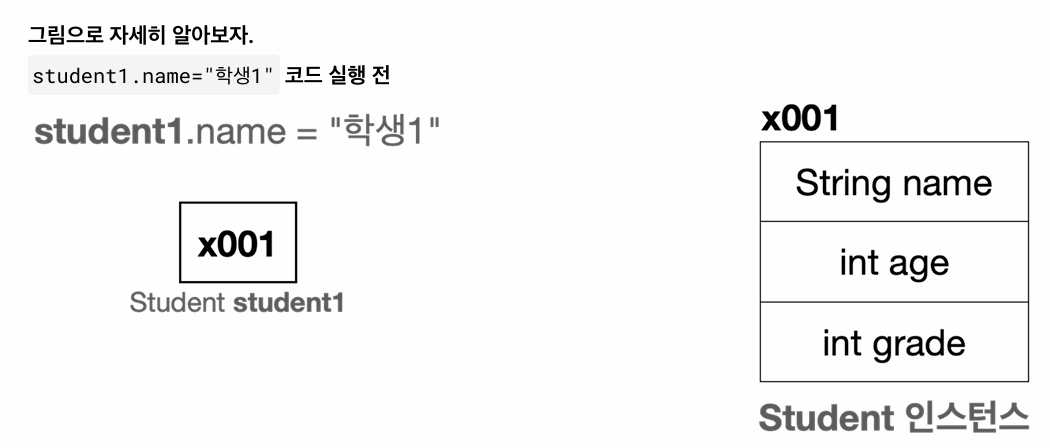 그림으로 자세히 알아보자.
student1.name="학생1" 코드 실행 전
student1.name = "학생1"
x001
Student student1
x001
String name
int age
int grade
Student 인스턴스